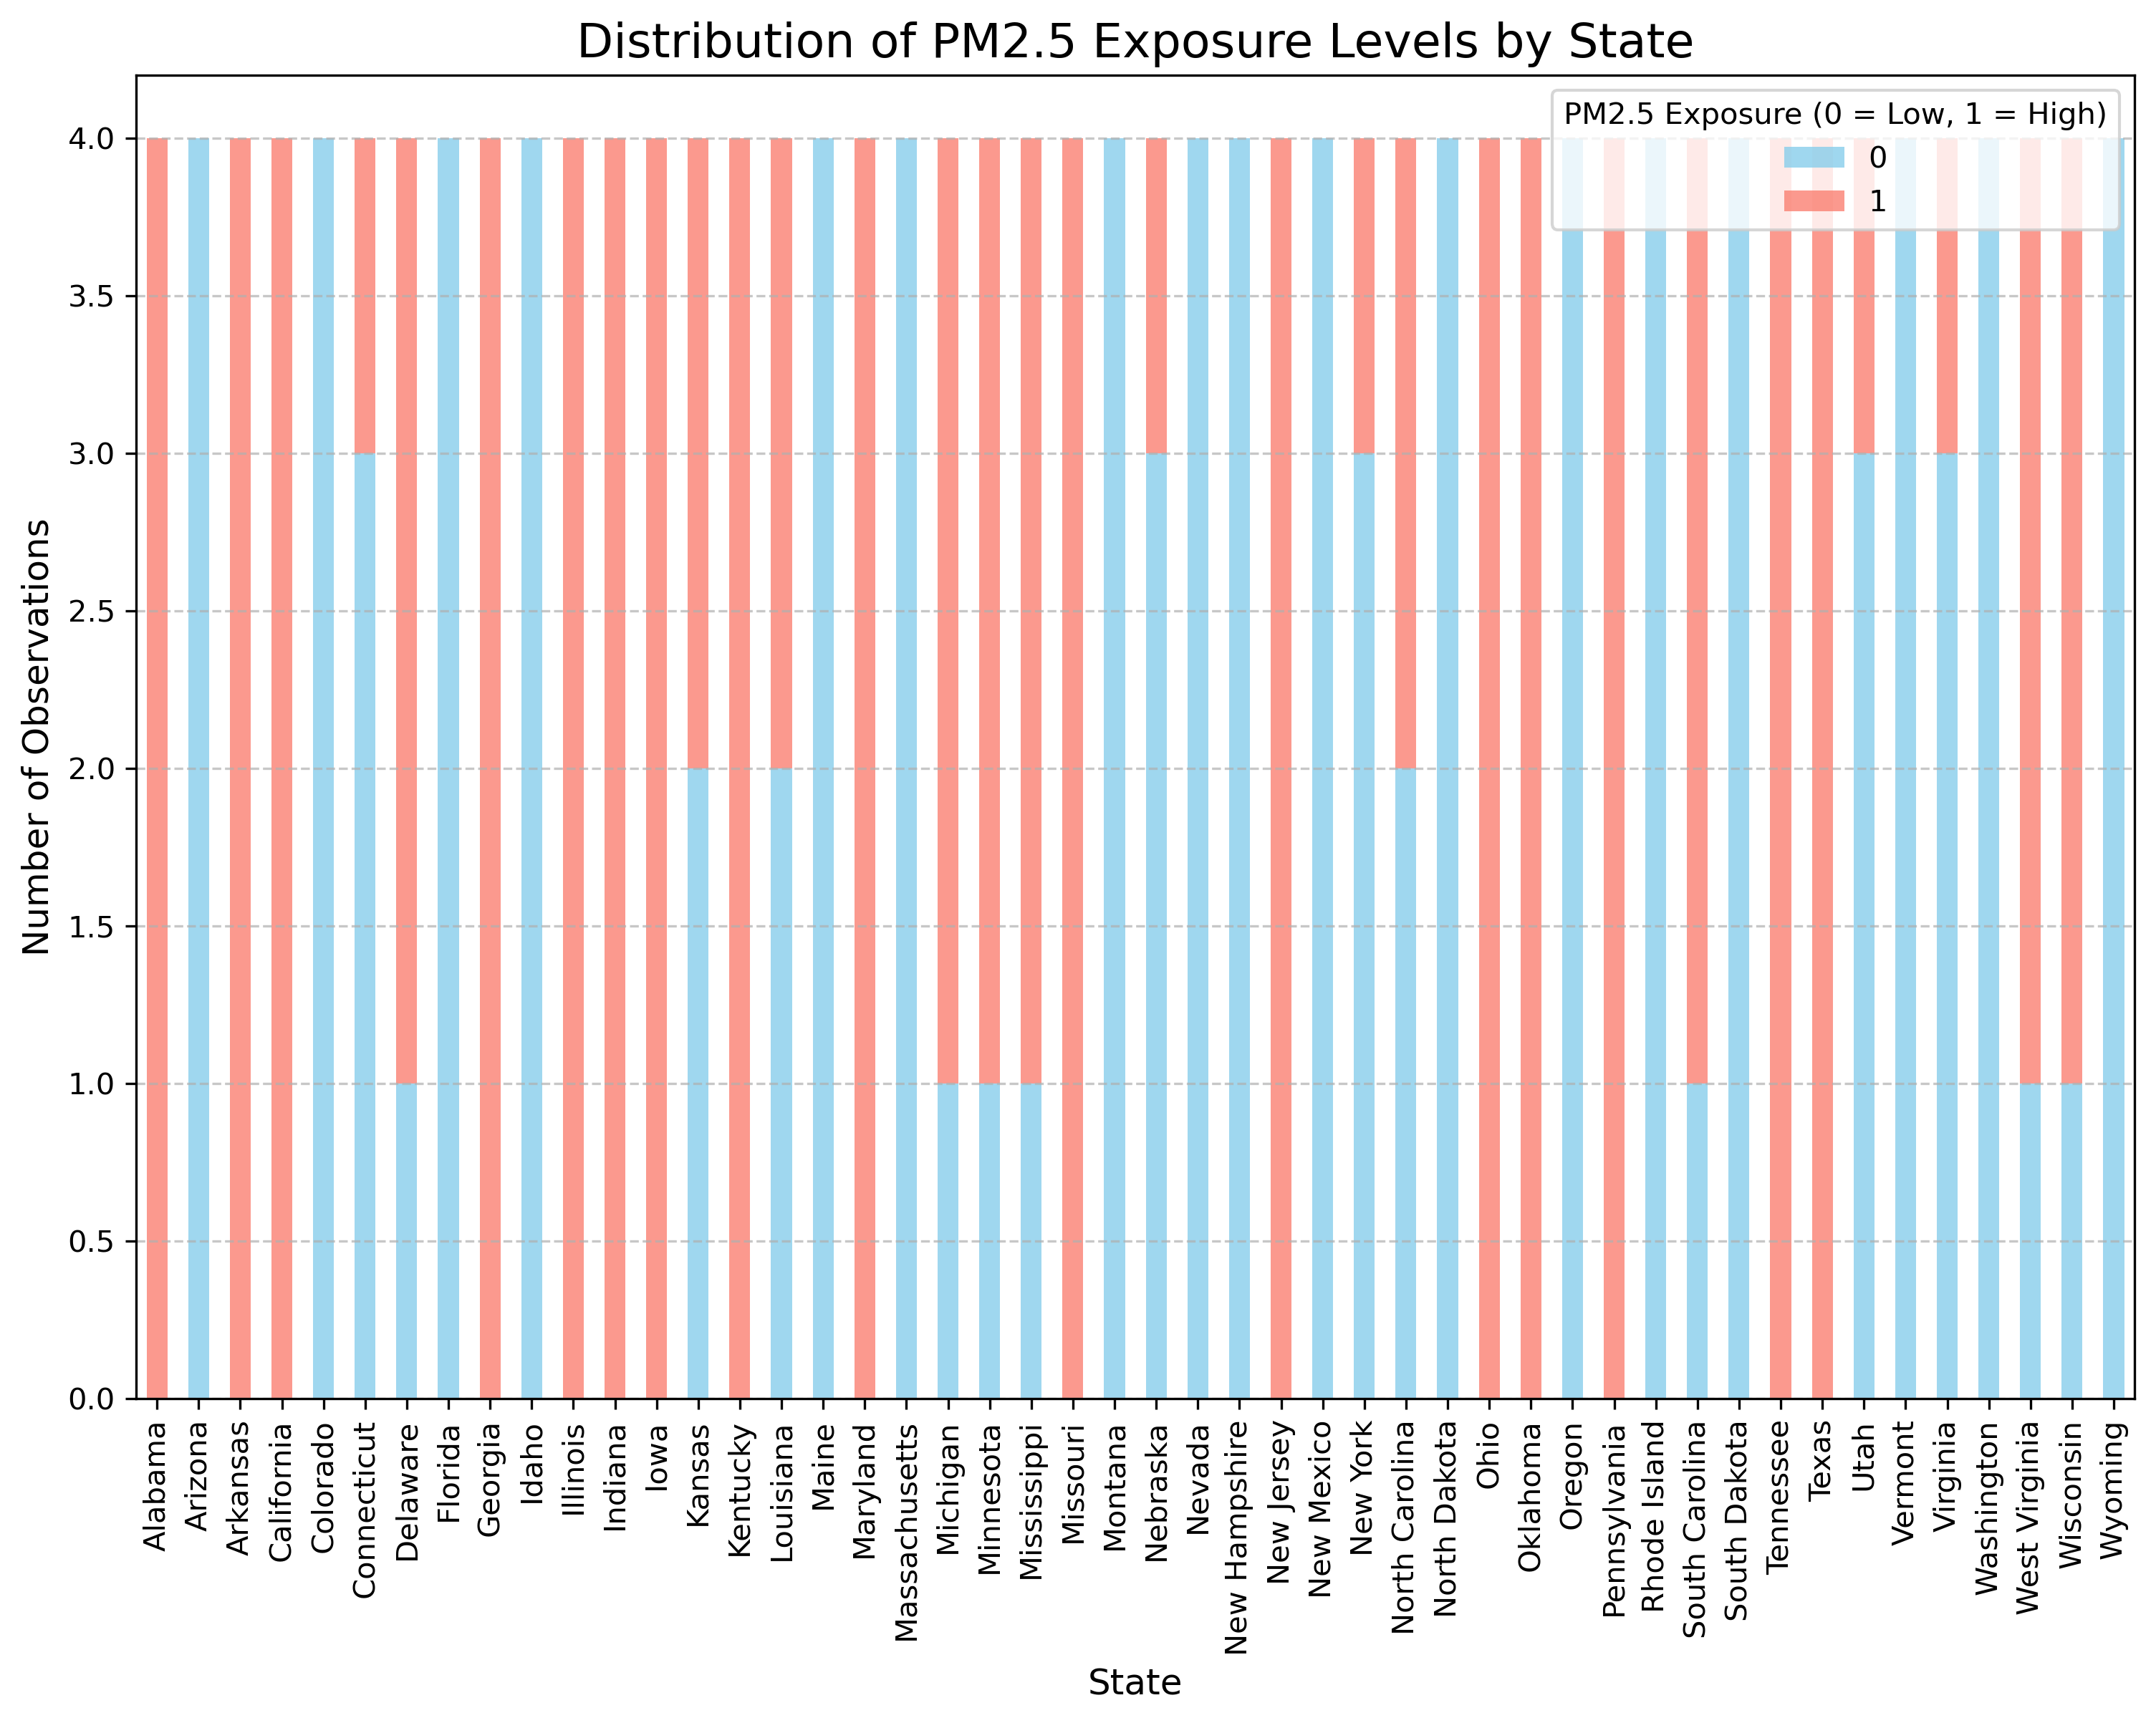 Distribution of PM2.5 Exposure Levels by State
PM2.5 Exposure (0 = Low, 1 = High)
0
1
Number of Observations
4.0
3.5
3.0
2.5
2.0
1.5
1.0
0.5
0.0
Alabama
Arizona
Arkansas
California
Colorado
Connecticut
Delaware
Florida
Georgia
Idaho
Illinois
Indiana
Iowa
Kansas
Kentucky
Louisiana
Maine
Maryland
Massachusetts
Michigan
Minnesota
Mississippi
Missouri
Montana
Nebraska
Nevada
New Hampshire
New Jersey
New Mexico
New York
North Carolina
North Dakota
Ohio
Oklahoma
Oregon
Pennsylvania
Rhode Island
South Carolina
South Dakota
Tennessee
Texas
Utah
Vermont
Virginia
Washington
West Virginia
Wisconsin
Wyoming
State